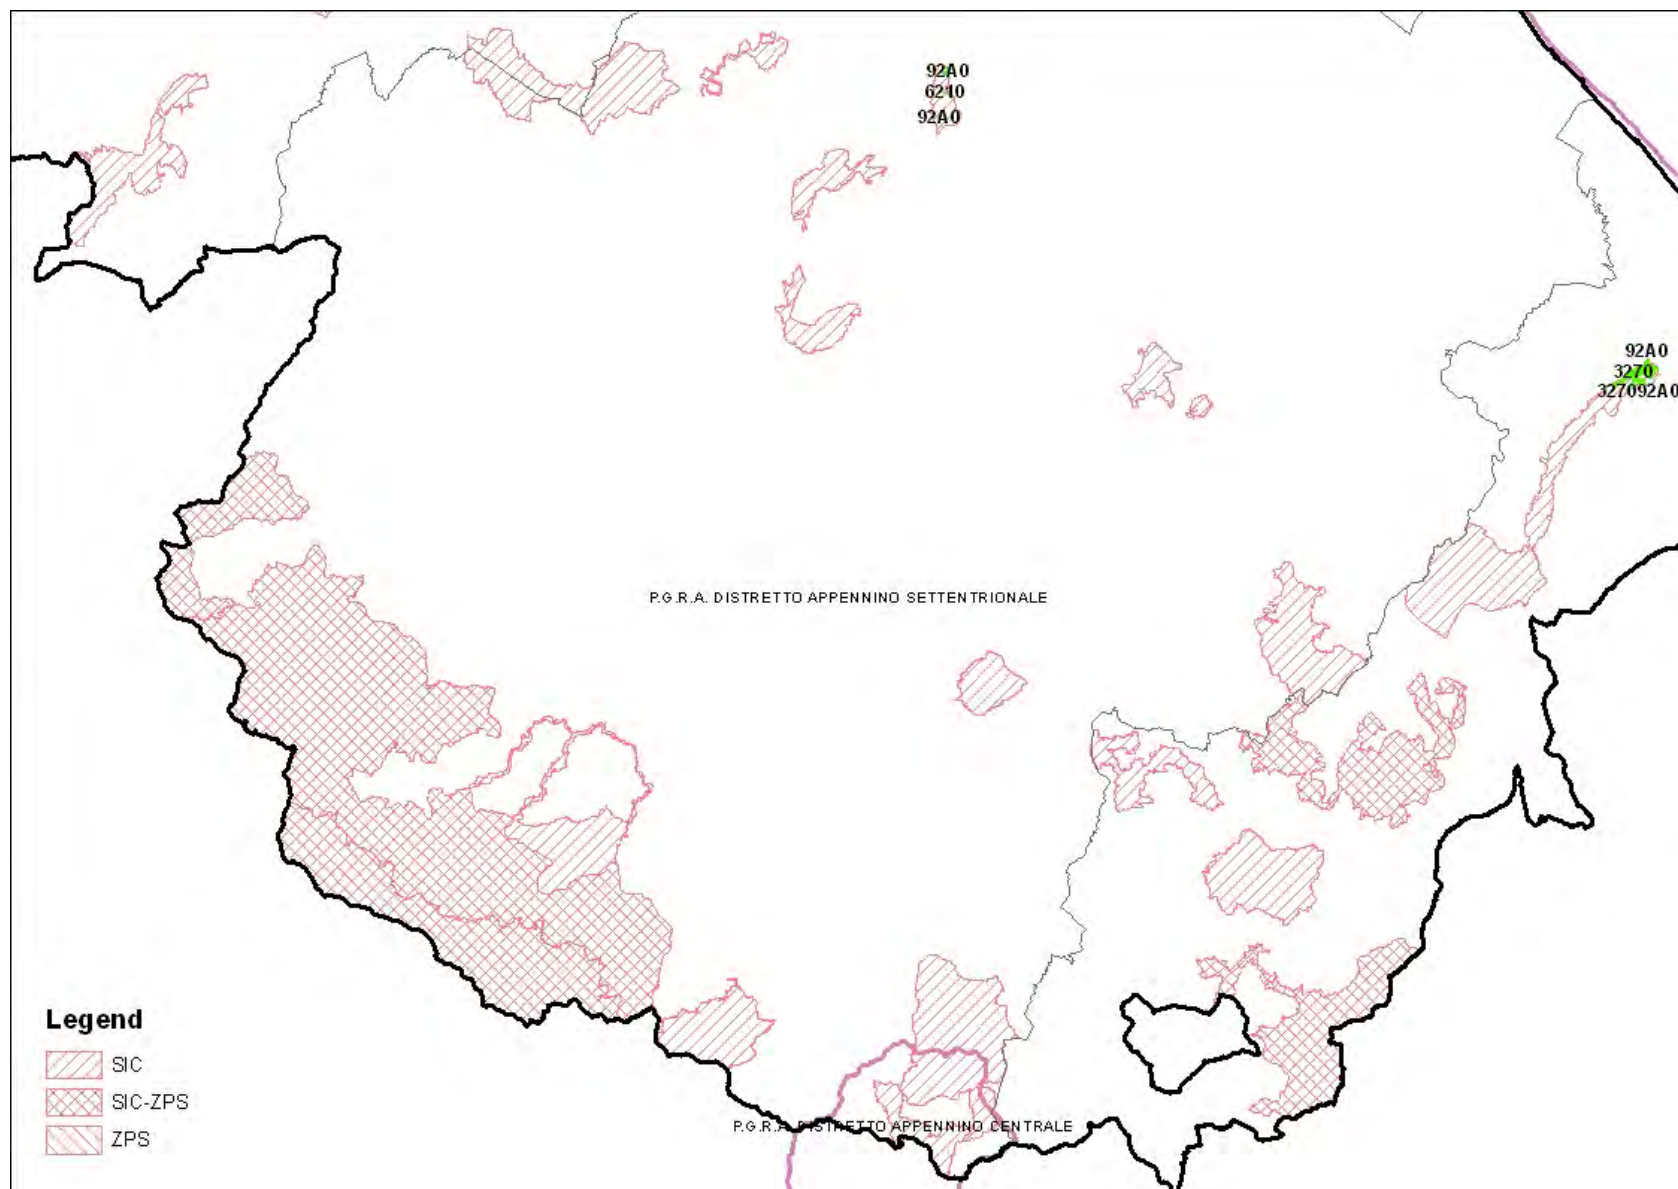 92A0
6210
92A0
92A0
3270
327092A0
P.G.R.A. DISTRETTO APPENNINO SETTENTRIONALE
P.G.R.A. DISTRETTO APPENNINO CENTRALE
Legend
SIC
SIC-ZPS
ZPS